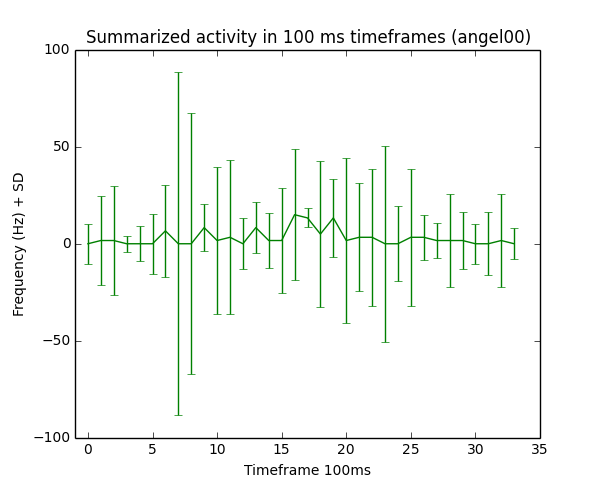 Summarized activity in 100 ms timeframes (angel00)
100
50
0
−50
−100
Frequency (Hz) + SD
0 5 10 15 20 25 30 35
Timeframe 100ms